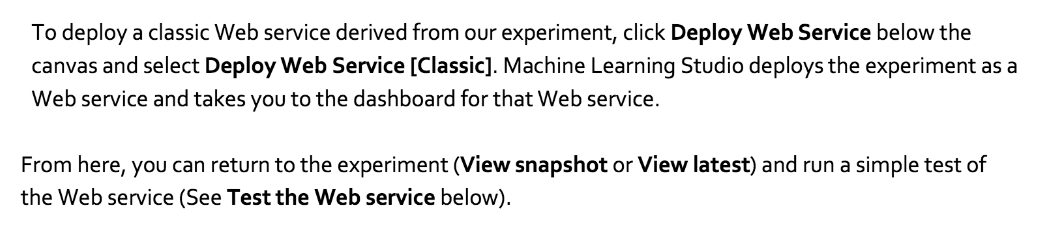 To deploy a classic Web service derived from our experiment, click Deploy Web Service below the
canvas and select Deploy Web Service [Classic]. Machine Learning Studio deploys the experiment as a
Web service and takes you to the dashboard for that Web service.
From here, you can return to the experiment (View snapshot or View latest) and run a simple test of
the Web service (See Test the Web service below).